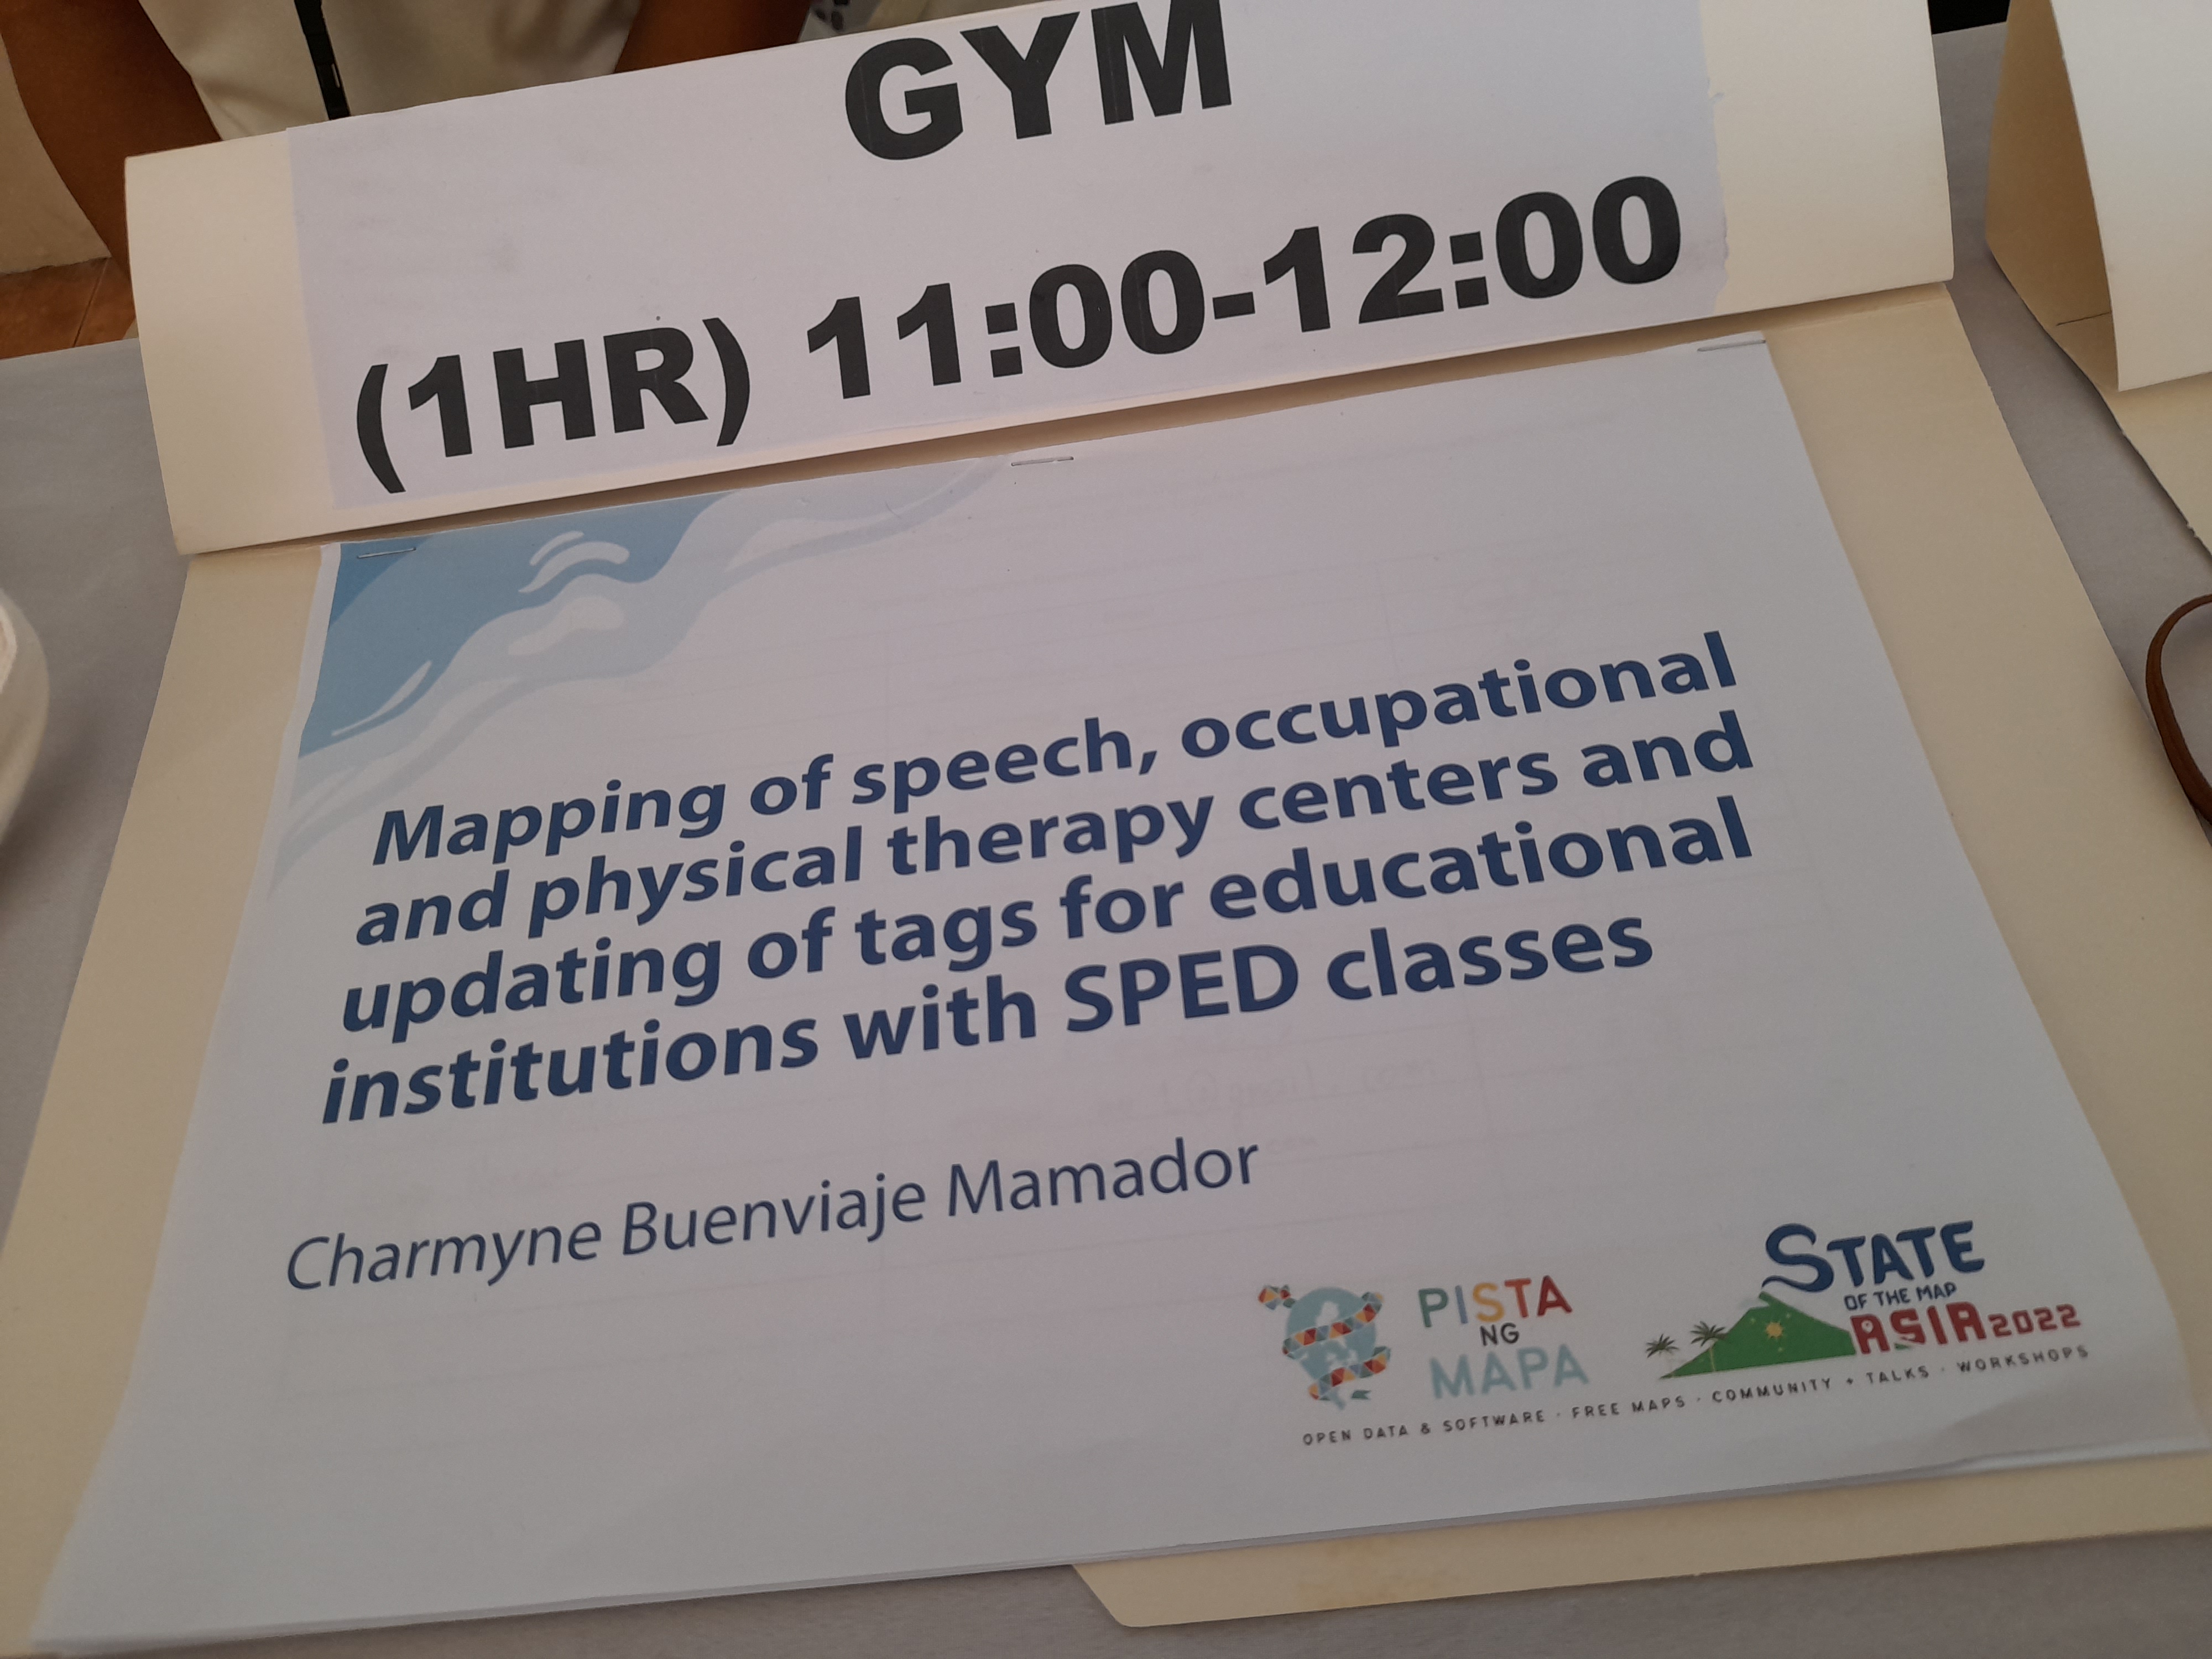 GYM
(1HR) 11:00-12:00
Mapping of speech, occupational
and physical therapy centers and
updating of tags for educational
institutions with SPED classes
Charmyne Buenviaje Mamador
PISTA
NG
MAPA
STATE
OF THE MAP
ASIA 2022
OPEN DATA & SOFTWARE · FREE MAPS · COMMUNITY + TALKS · WORKSHOPS